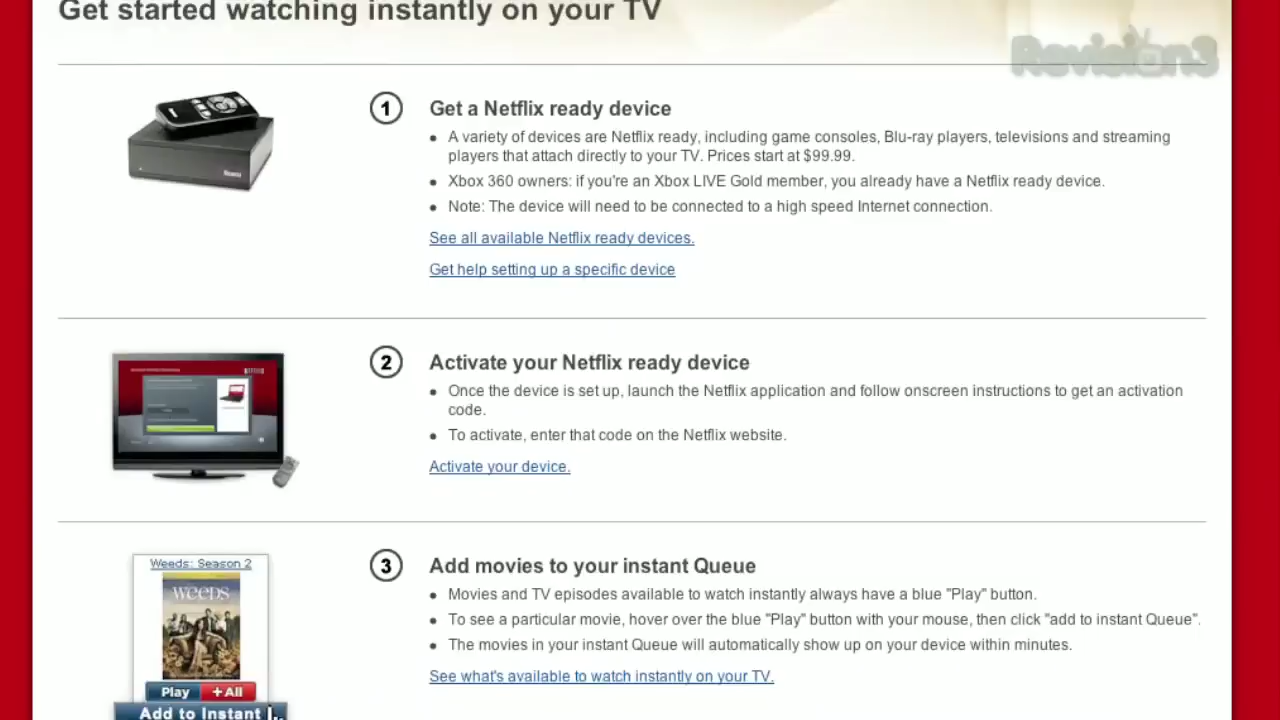 Get started watching instantly on your TV
Revision3
1 Get a Netflix ready device
• A variety of devices are Netflix ready, including game consoles, Blu-ray players, televisions and streaming
players that attach directly to your TV. Prices start at $99.99.
• Xbox 360 owners: if you're an Xbox LIVE Gold member, you already have a Netflix ready device.
• Note: The device will need to be connected to a high speed Internet connection.
See all available Netflix ready devices.
Get help setting up a specific device
2 Activate your Netflix ready device
• Once the device is set up, launch the Netflix application and follow onscreen instructions to get an activation
code.
• To activate, enter that code on the Netflix website.
Activate your device.
Weeds: Season 2
weeds
Play +All
Add to Instant
3 Add movies to your instant Queue
• Movies and TV episodes available to watch instantly always have a blue "Play" button.
• To see a particular movie, hover over the blue "Play" button with your mouse, then click "add to instant Queue".
• The movies in your instant Queue will automatically show up on your device within minutes.
See what's available to watch instantly on your TV.